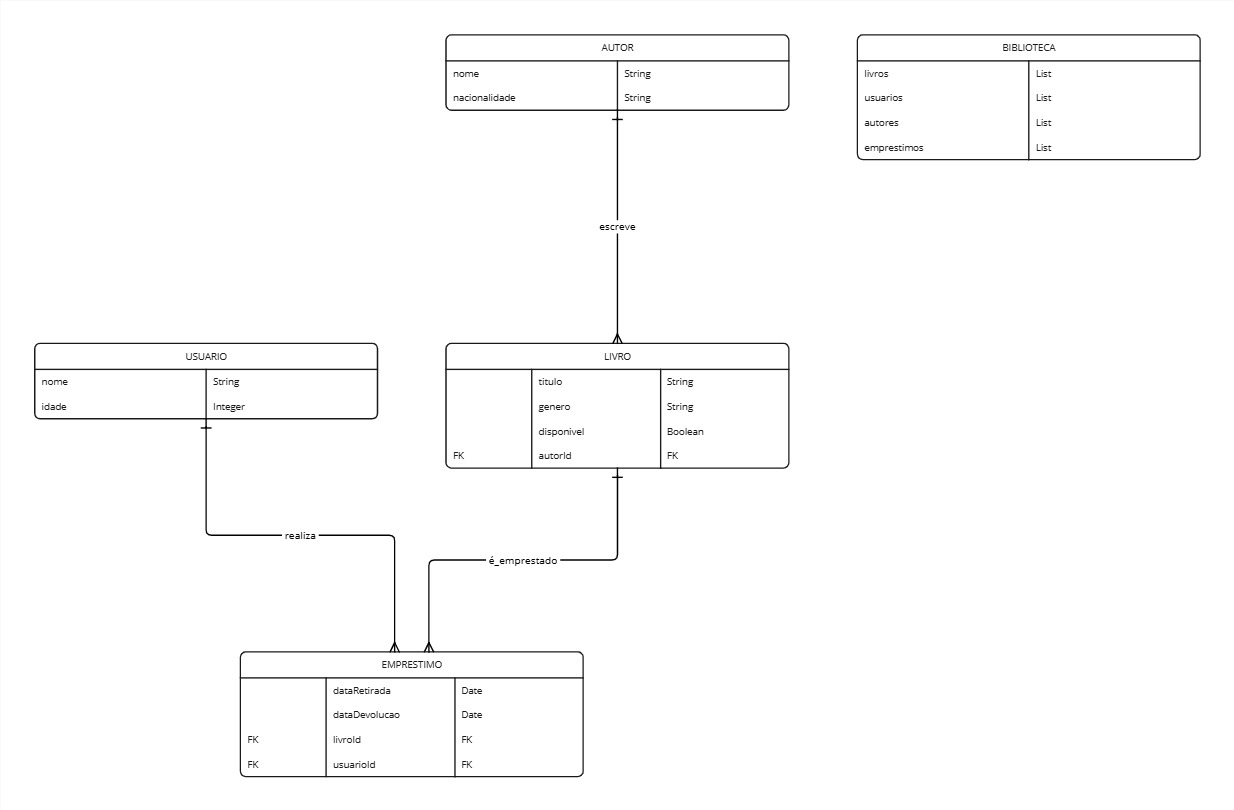 AUTOR
nome String
nacionalidade String
BIBLIOTECA
livros List
usuarios List
autores List
emprestimos List
escreve
USUARIO
nome String
idade Integer
LIVRO
titulo String
genero String
disponivel Boolean
FK autorId FK
realiza
é_emprestado
EMPRESTIMO
dataRetirada Date
dataDevolucao Date
FK livroId FK
FK usuarioId FK